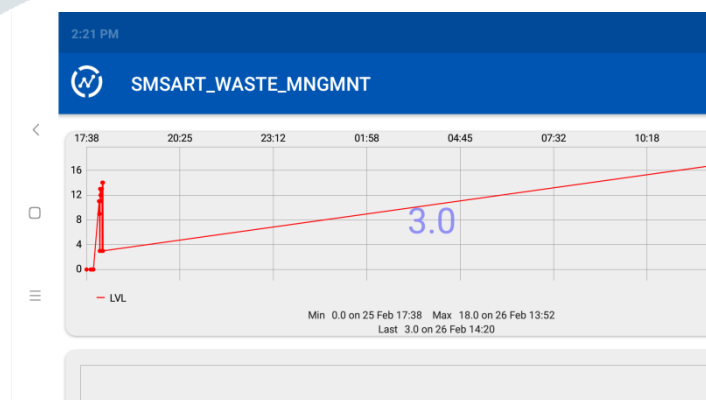 2:21 PM
SMSART_WASTE_MNGMNT
17:38 20:25 23:12 01:58 04:45 07:32 10:18
16
12
8
4
0
3.0
LVL
Min 0.0 on 25 Feb 17:38 Max 18.0 on 26 Feb 13:52
Last 3.0 on 26 Feb 14:20